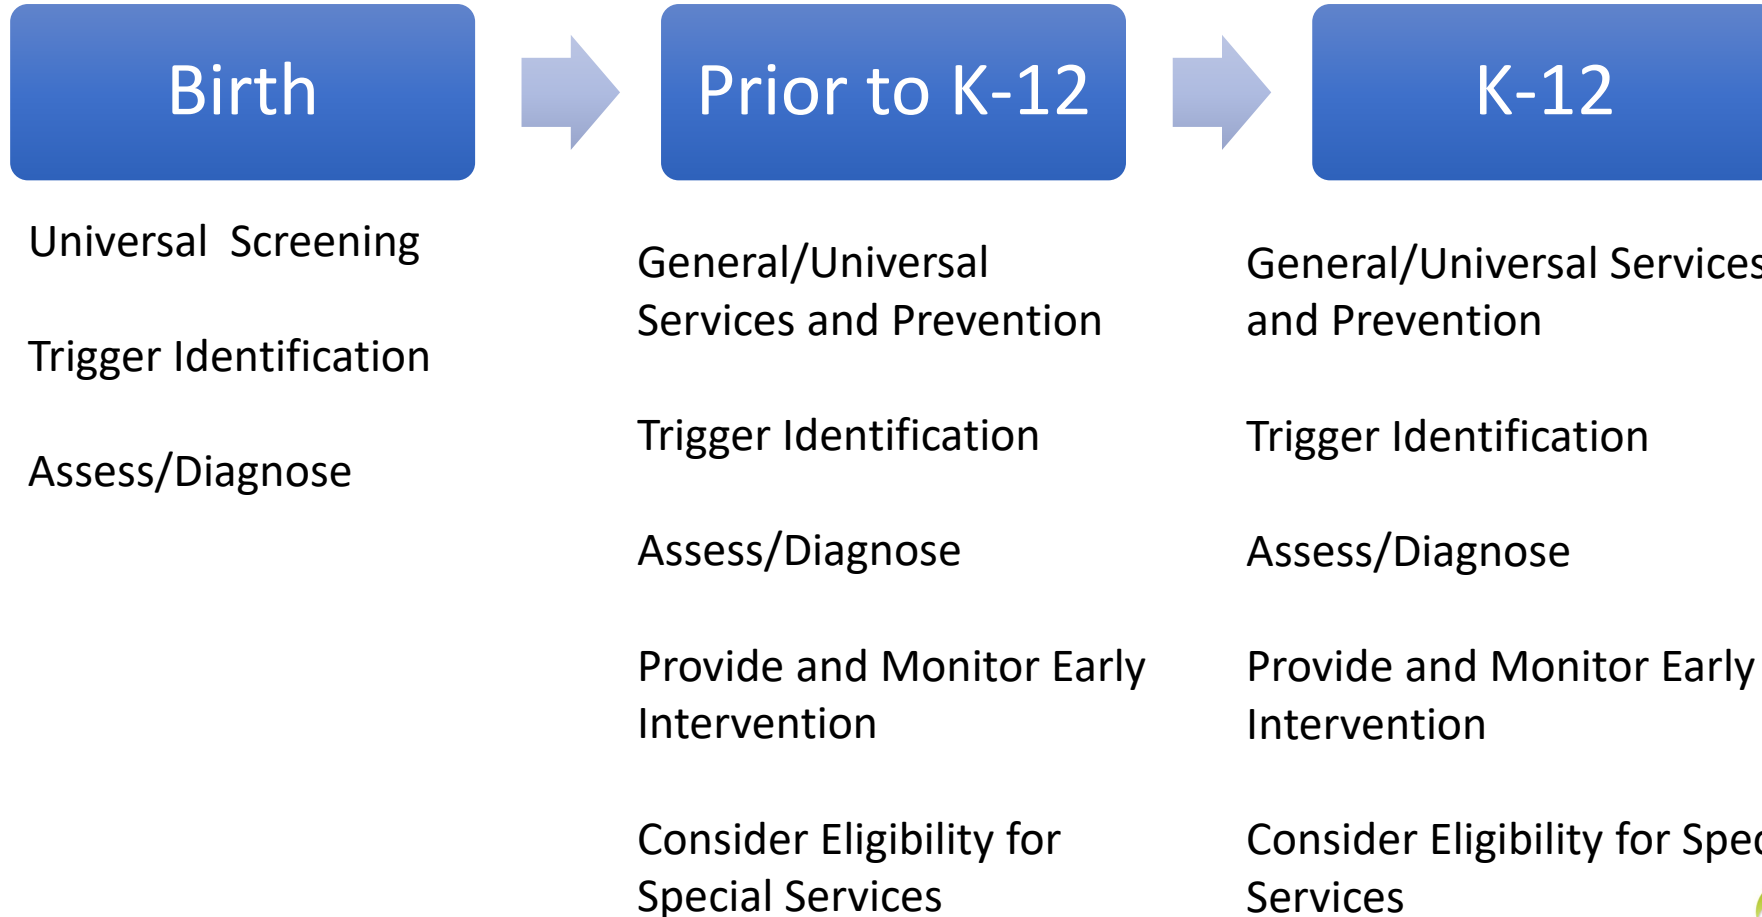 Birth
Prior to K-12
K-12
Universal Screening
Trigger Identification
Assess/Diagnose
General/Universal
Services and Prevention
Trigger Identification
Assess/Diagnose
Provide and Monitor Early
Intervention
Consider Eligibility for
Special Services
General/Universal Services
and Prevention
Trigger Identification
Assess/Diagnose
Provide and Monitor Early
Intervention
Consider Eligibility for
Services